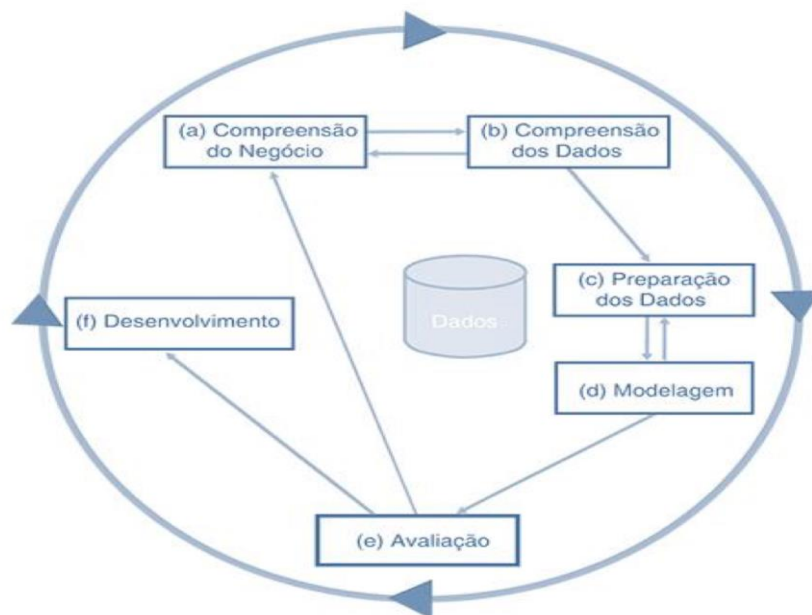 (a) Compreensão
do Negócio
(b) Compreensão
dos Dados
(c) Preparação
dos Dados
Dados
(f) Desenvolvimento
(d) Modelagem
(e) Avaliação